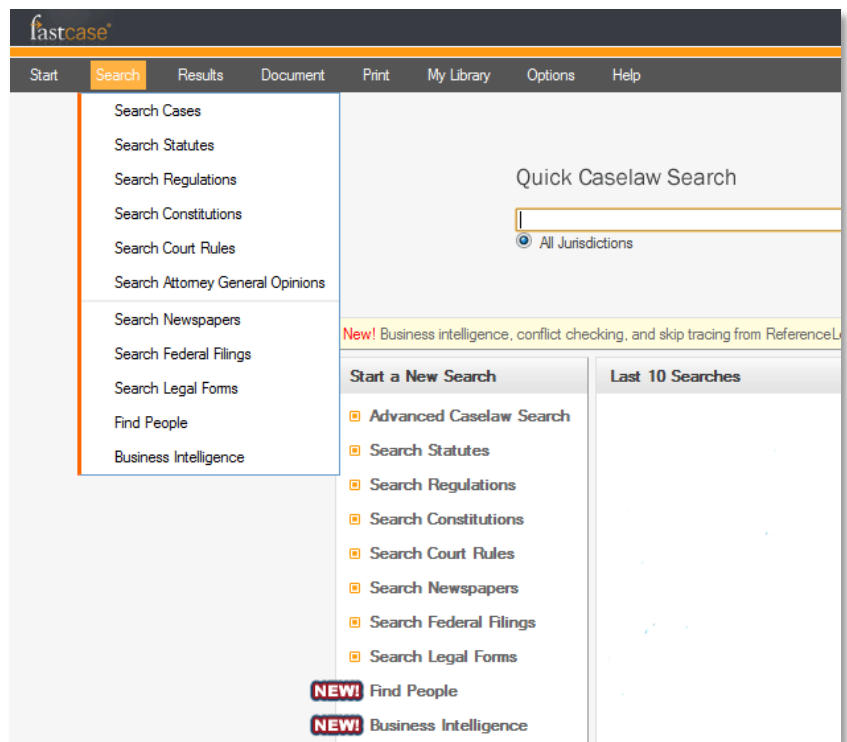 fastcase
Start Search Results Document Print My Library Options Help
Search Cases
Search Statutes
Search Regulations
Search Constitutions
Search Court Rules
Search Attorney General Opinions
Search Newspapers
Search Federal Filings
Search Legal Forms
Find People
Business Intelligence
Quick Caselaw Search
All Jurisdictions
New! Business intelligence, conflict checking, and skip tracing from ReferenceL
Start a New Search
Advanced Caselaw Search
Search Statutes
Search Regulations
Search Constitutions
Search Court Rules
Search Newspapers
Search Federal Filings
Search Legal Forms
NEW! Find People
NEW! Business Intelligence
Last 10 Searches